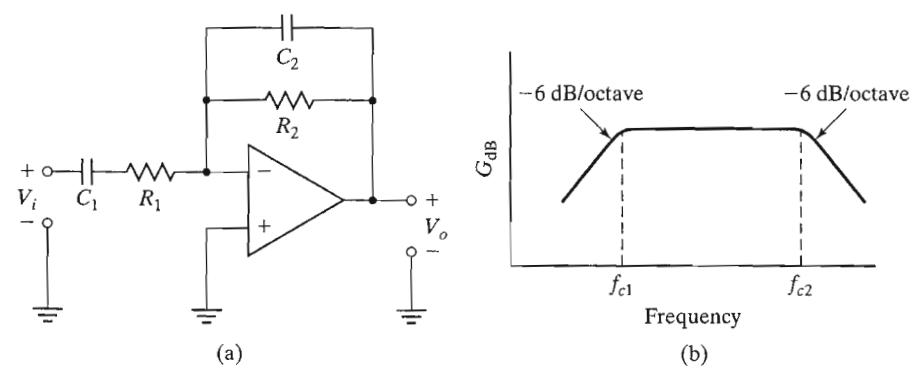 C2
R2
+
−
Vi
−
C1
R1
+
+
Vo
−
(a)
GdB
−6 dB/octave
−6 dB/octave
fc1
fc2
Frequency
(b)